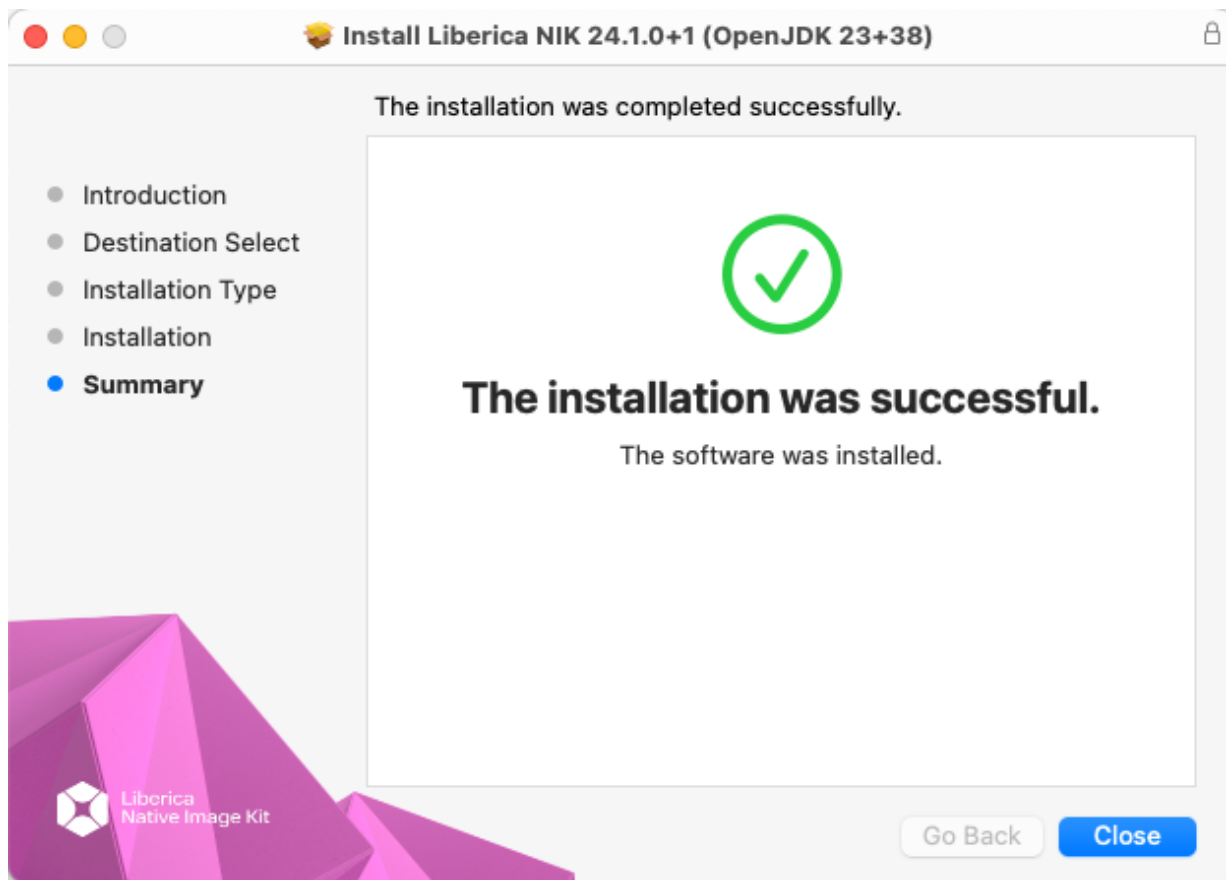 Install Liberica NIK 24.1.0+1 (OpenJDK 23+38)
The installation was completed successfully.
Introduction
Destination Select
Installation Type
Installation
Summary
The installation was successful.
The software was installed.
Liberica
Native Image Kit
Go Back
Close